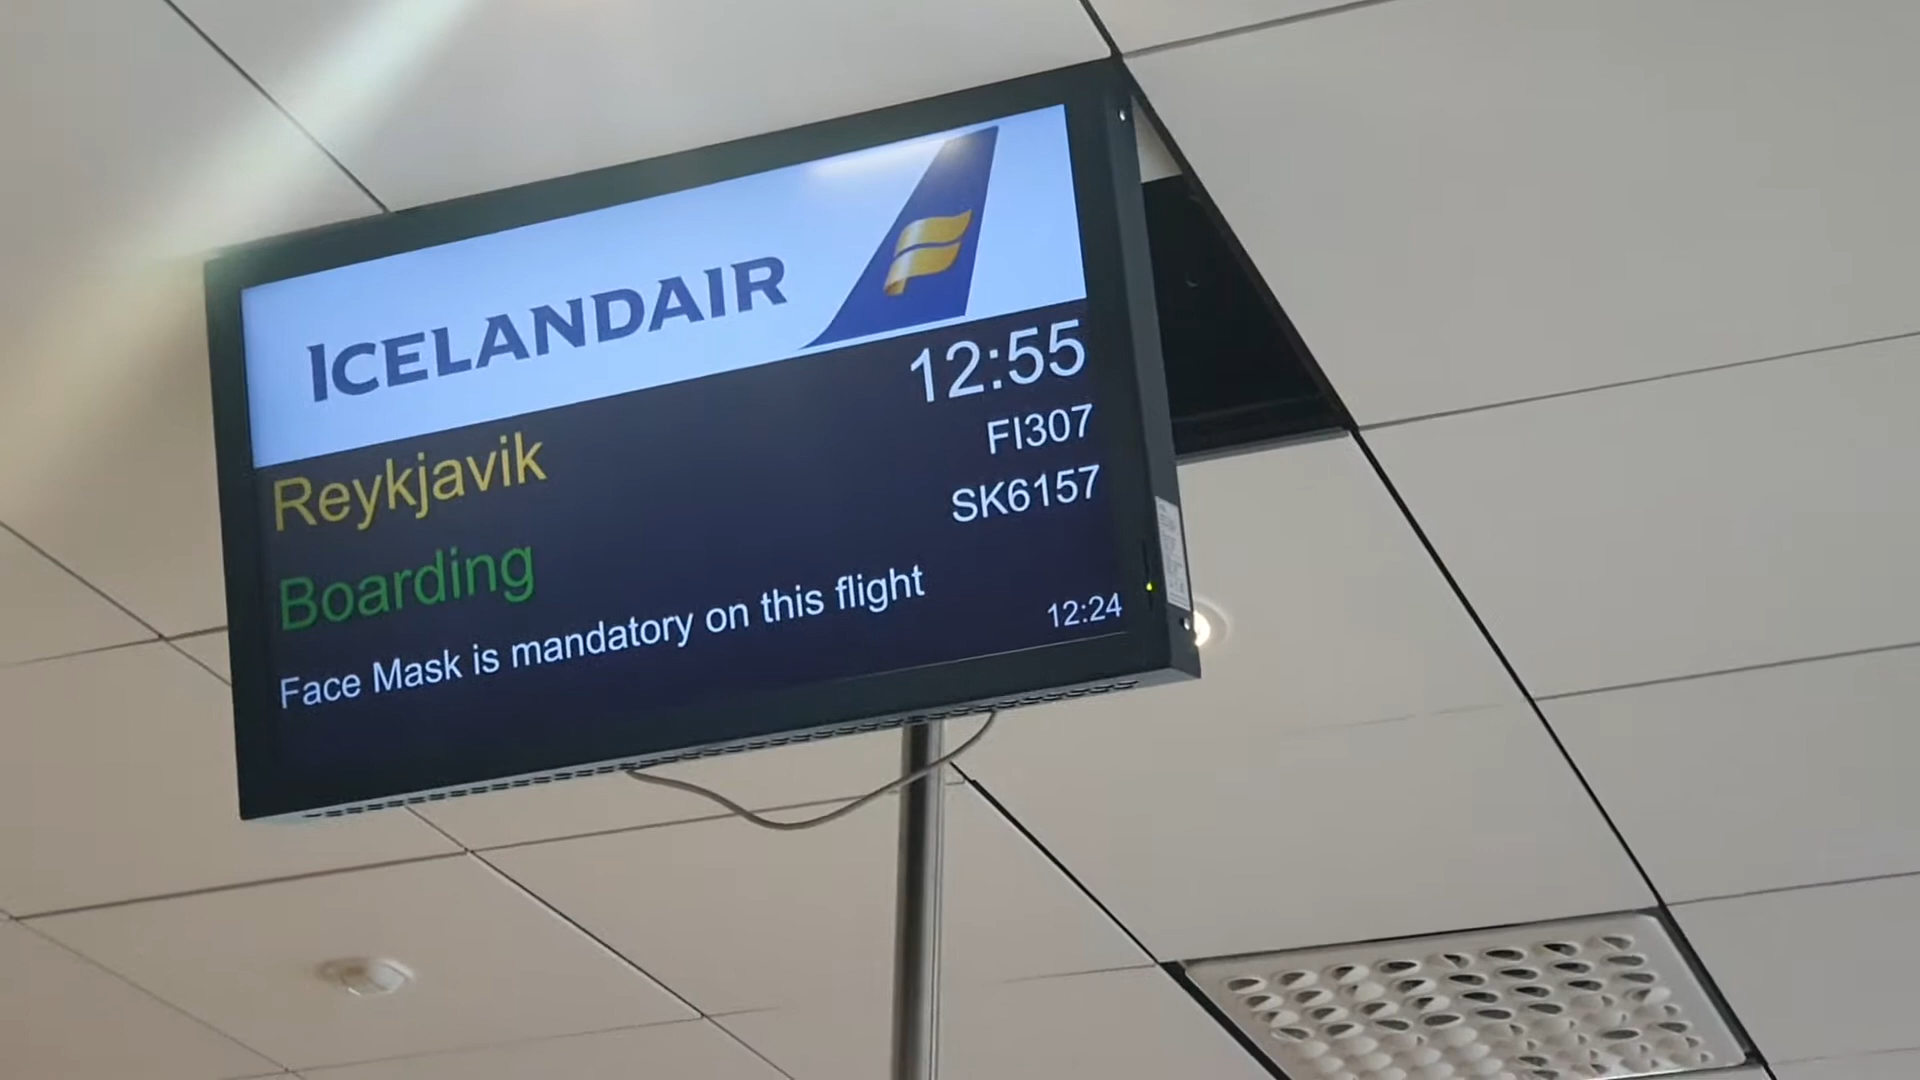 ICELANDAIR
12:55
Reykjavik
FI307
SK6157
Boarding
Face Mask is mandatory on this flight
12:24